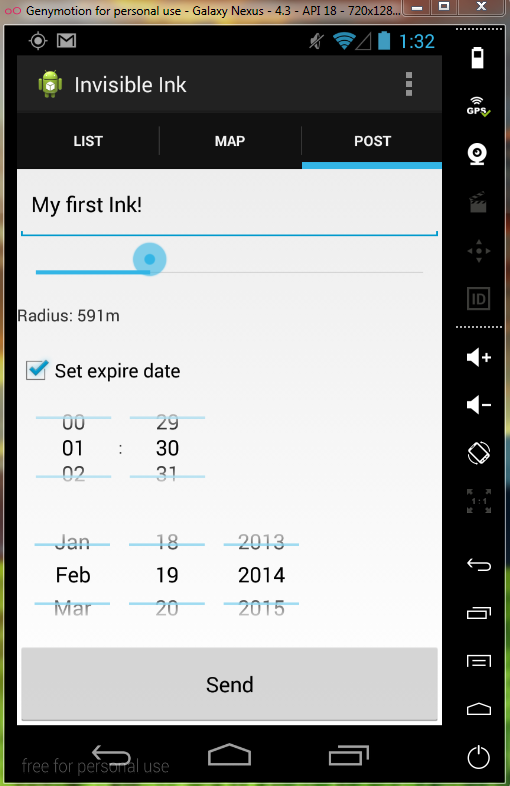 Genymotion for personal use - Galaxy Nexus - 4.3 - API 18 - 720x128...
1:32
Invisible Ink
LIST MAP POST
My first Ink!
Radius: 591m
Set expire date
00 29
01 : 30
02 31
Jan 18 2013
Feb 19 2014
Mar 20 2015
Send
free for personal use
GPS
ID
1:1